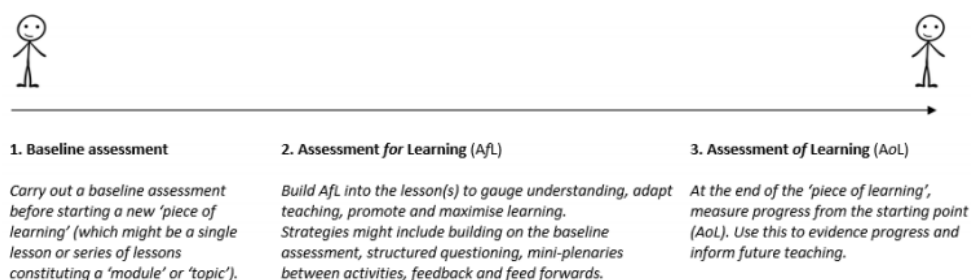 1. Baseline assessment
Carry out a baseline assessment
before starting a new ‘piece of
learning’ (which might be a single
lesson or series of lessons
constituting a ‘module’ or ‘topic’).
2. Assessment for Learning (AfL)
Build AfL into the lesson(s) to gauge understanding, adapt
teaching, promote and maximise learning.
Strategies might include building on the baseline
assessment, structured questioning, mini-plenaries
between activities, feedback and feed forwards.
3. Assessment of Learning (AoL)
At the end of the ‘piece of learning’,
measure progress from the starting point
(AoL). Use this to evidence progress and
inform future teaching.